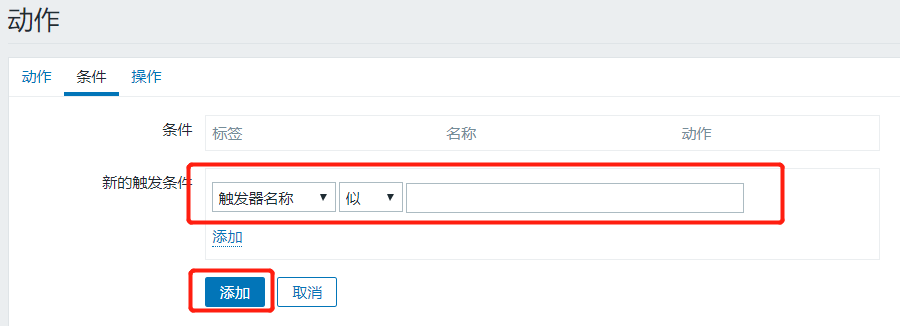 动作
动作 条件 操作
条件 标签 名称 动作
新的触发条件
触发器名称 似
添加
添加 取消